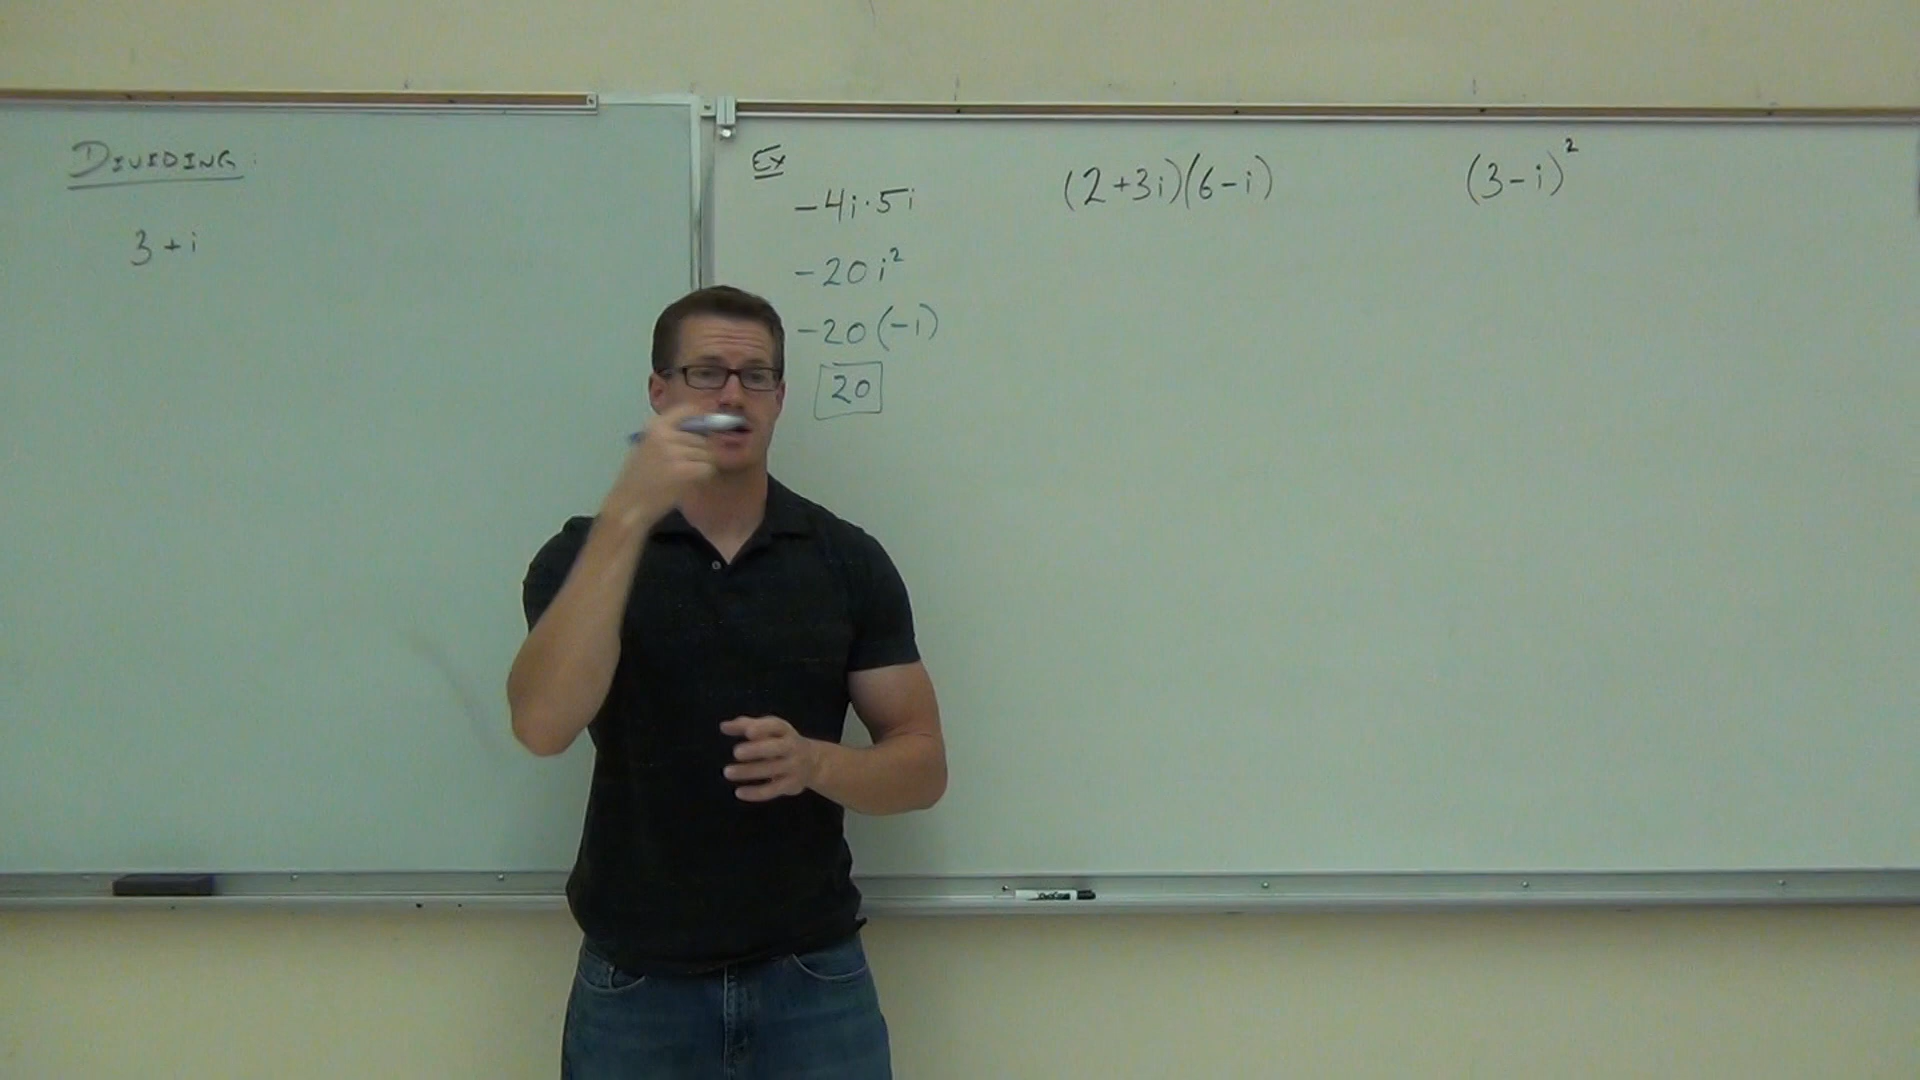 DIVIDING:
3 + i
Ex
-4i·5i
-20i²
-20(-1)
20
(2+3i)(6-i)
(3-i)²